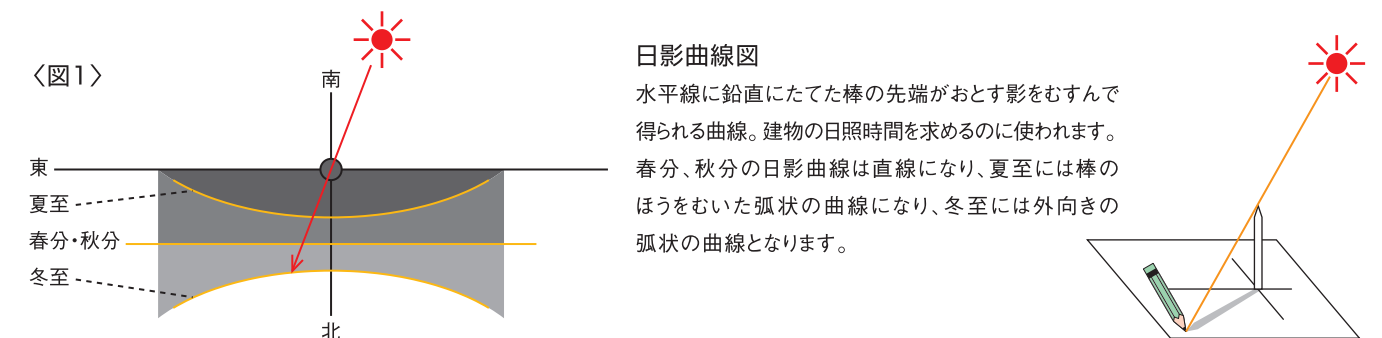 〈図1〉
南
東
夏至
春分・秋分
冬至
北
日影曲線図
水平線に鉛直にたてた棒の先端がおとす影をむすんで
得られる曲線。建物の日照時間を求めるのに使われます。
春分、秋分の日影曲線は直線になり、夏至には棒の
ほうをむいた弧状の曲線になり、冬至には外向きの
弧状の曲線となります。